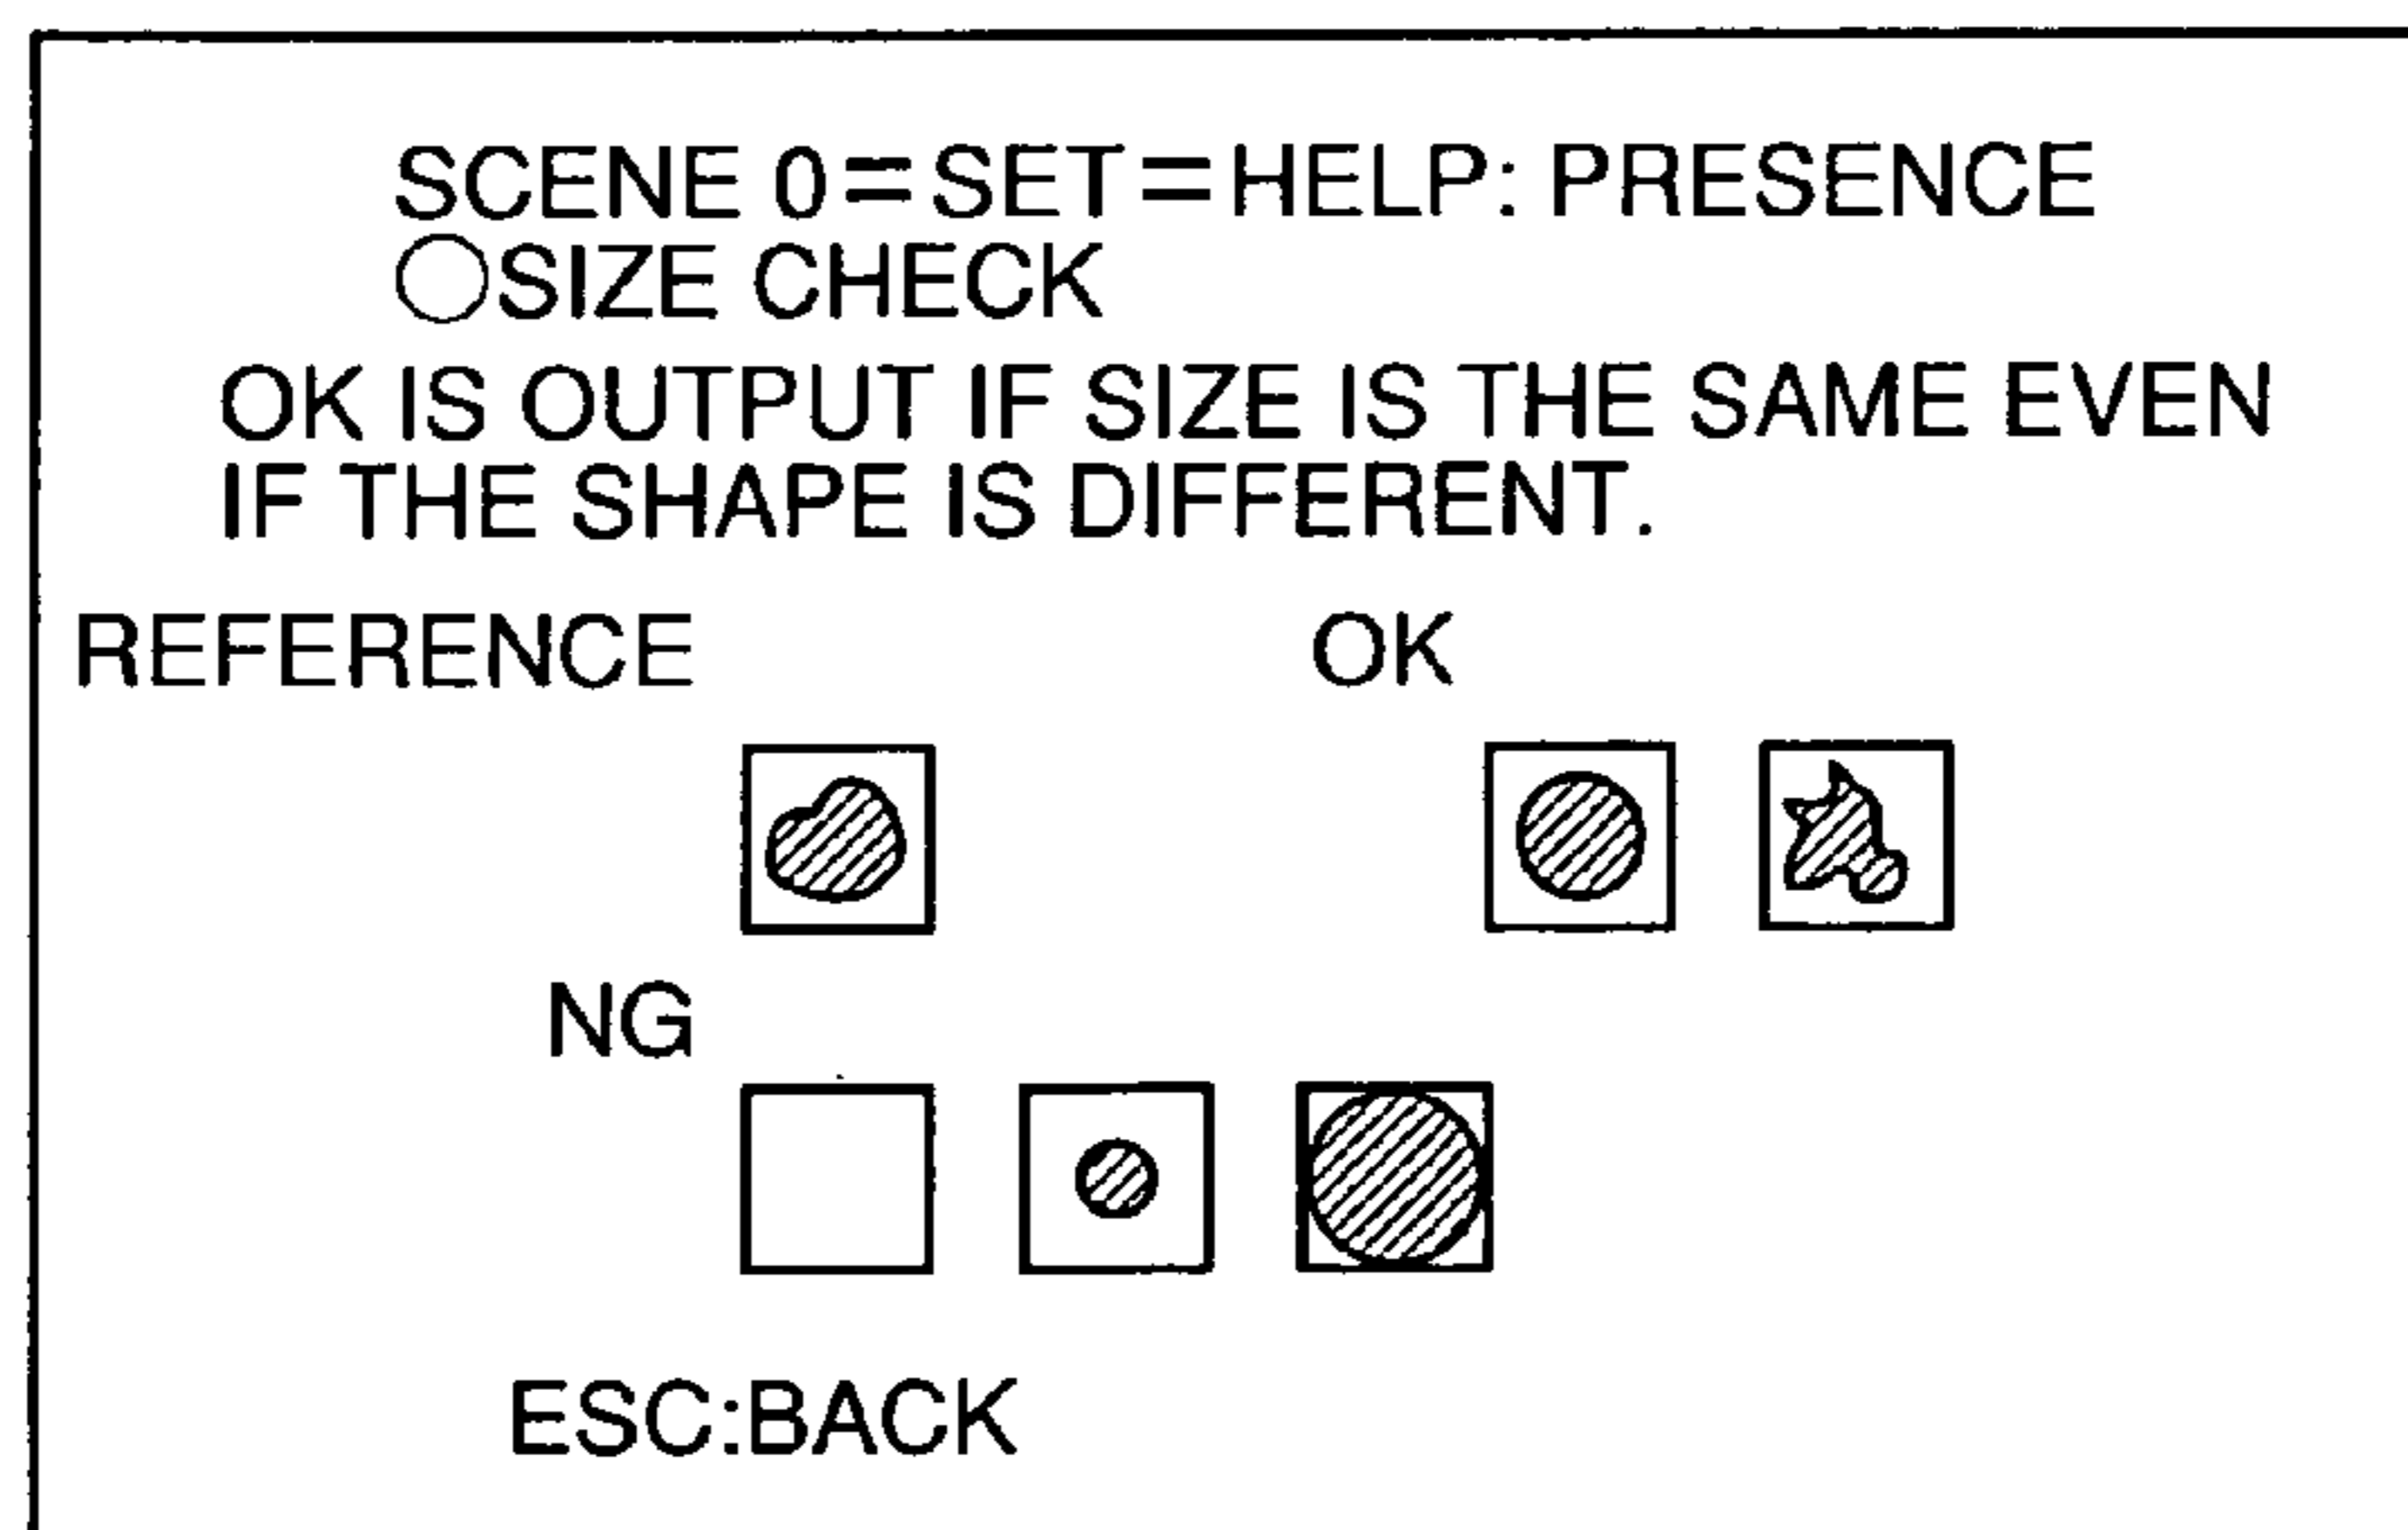 SCENE 0=SET=HELP: PRESENCE
○SIZE CHECK
OK IS OUTPUT IF SIZE IS THE SAME EVEN
IF THE SHAPE IS DIFFERENT.
REFERENCE OK
NG
ESC:BACK